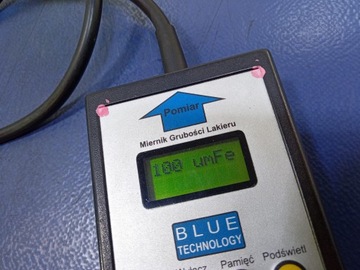 Pomiar
Miernik Grubości Lakieru
100 umFe
BLUE
TECHNOLOGY
Pamięć Podświetl